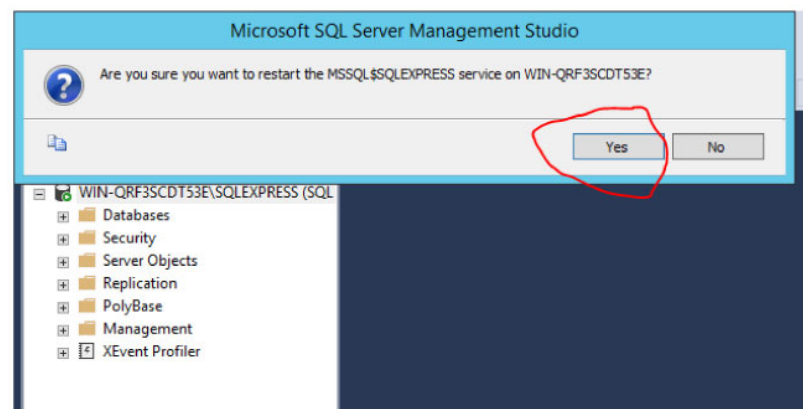 Microsoft SQL Server Management Studio
Are you sure you want to restart the MSSQL$SQLEXPRESS service on WIN-QRF3SCDT53E?
Yes No
WIN-QRF3SCDT53E\SQLEXPRESS (SQL
Databases
Security
Server Objects
Replication
PolyBase
Management
XEvent Profiler